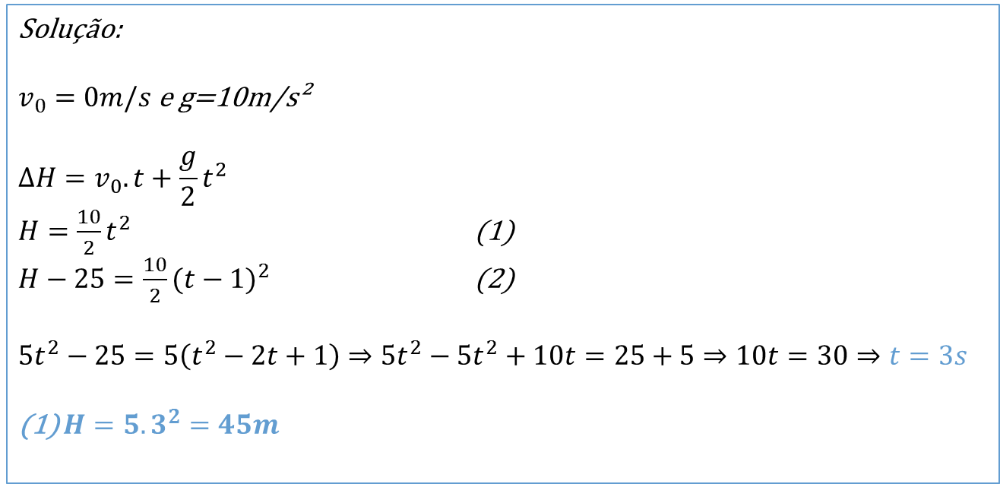 Solução:
v₀ = 0m/s e g=10m/s²
ΔH = v₀.t + g/2 t²
H = 10/2 t² (1)
H − 25 = 10/2 (t − 1)² (2)
5t² − 25 = 5(t² − 2t + 1) ⇒ 5t² − 5t² + 10t = 25 + 5 ⇒ 10t = 30 ⇒ t = 3s
(1)H = 5.3² = 45m